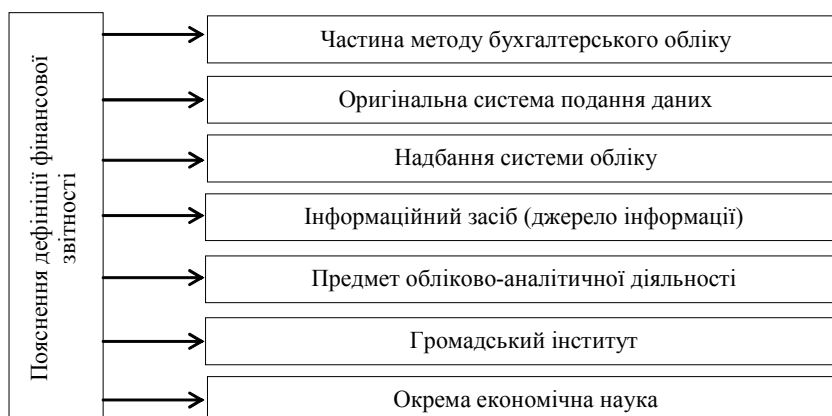 Пояснення дефініції фінансової
звітності
Частина методу бухгалтерського обліку
Оригінальна система подання даних
Надбання системи обліку
Інформаційний засіб (джерело інформації)
Предмет обліково-аналітичної діяльності
Громадський інститут
Окрема економічна наука